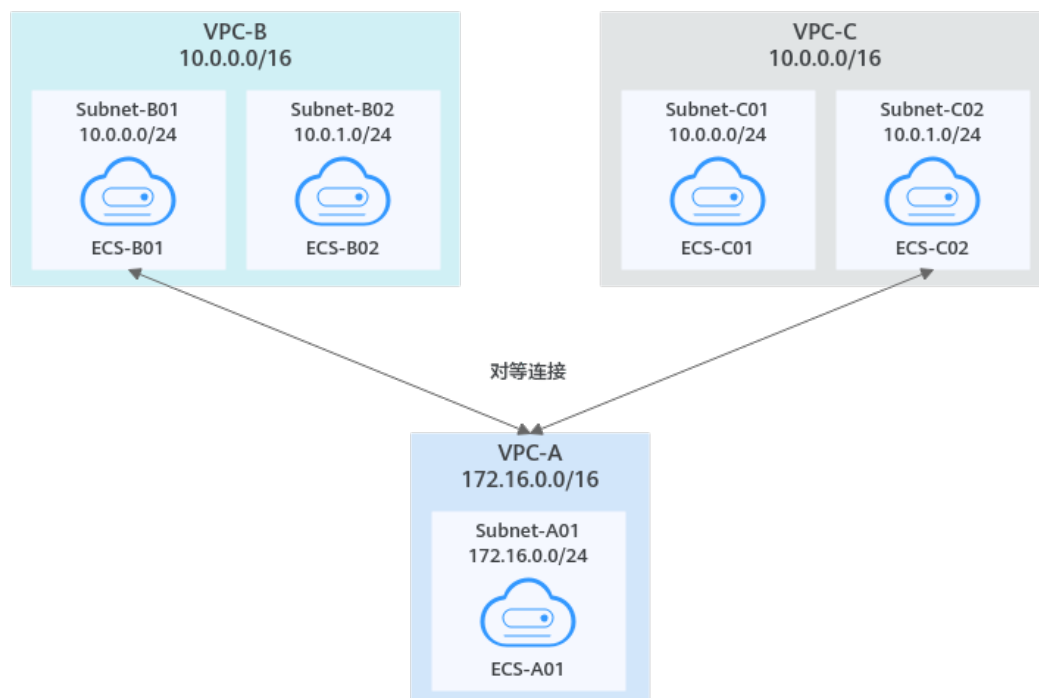 VPC-B
10.0.0.0/16
Subnet-B01
10.0.0.0/24
ECS-B01
Subnet-B02
10.0.1.0/24
ECS-B02
VPC-C
10.0.0.0/16
Subnet-C01
10.0.0.0/24
ECS-C01
Subnet-C02
10.0.1.0/24
ECS-C02
对等连接
VPC-A
172.16.0.0/16
Subnet-A01
172.16.0.0/24
ECS-A01